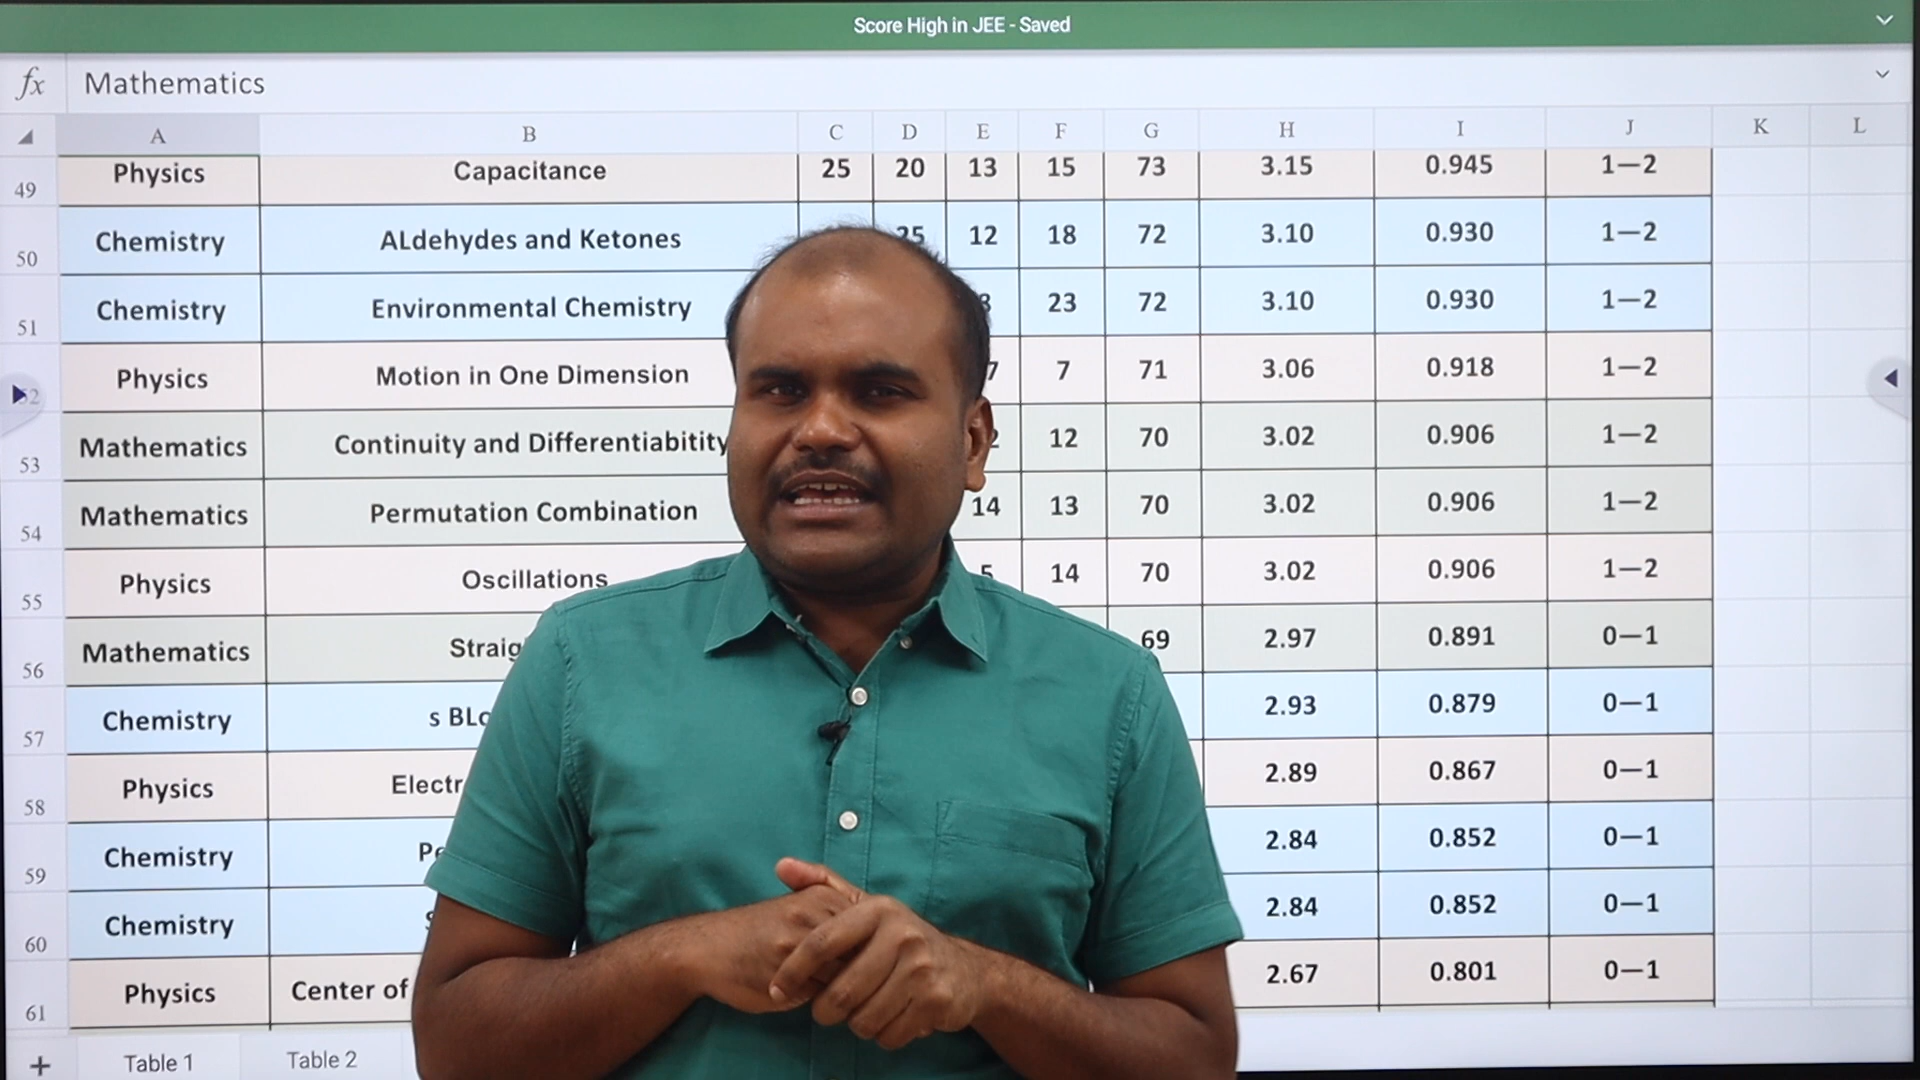 Score High in JEE - Saved
fx Mathematics
A B C D E F G H I J K L
49 Physics Capacitance 25 20 13 15 73 3.15 0.945 1—2
50 Chemistry ALdehydes and Ketones 25 12 18 72 3.10 0.930 1—2
51 Chemistry Environmental Chemistry 23 72 3.10 0.930 1—2
52 Physics Motion in One Dimension 7 7 71 3.06 0.918 1—2
53 Mathematics Continuity and Differentiabitity 12 70 3.02 0.906 1—2
54 Mathematics Permutation Combination 14 13 70 3.02 0.906 1—2
55 Physics Oscillations 5 14 70 3.02 0.906 1—2
56 Mathematics 69 2.97 0.891 0—1
57 Chemistry s 2.93 0.879 0—1
58 Physics 2.89 0.867 0—1
59 Chemistry 2.84 0.852 0—1
60 Chemistry 2.84 0.852 0—1
61 Physics Center of 2.67 0.801 0—1
+ Table 1 Table 2